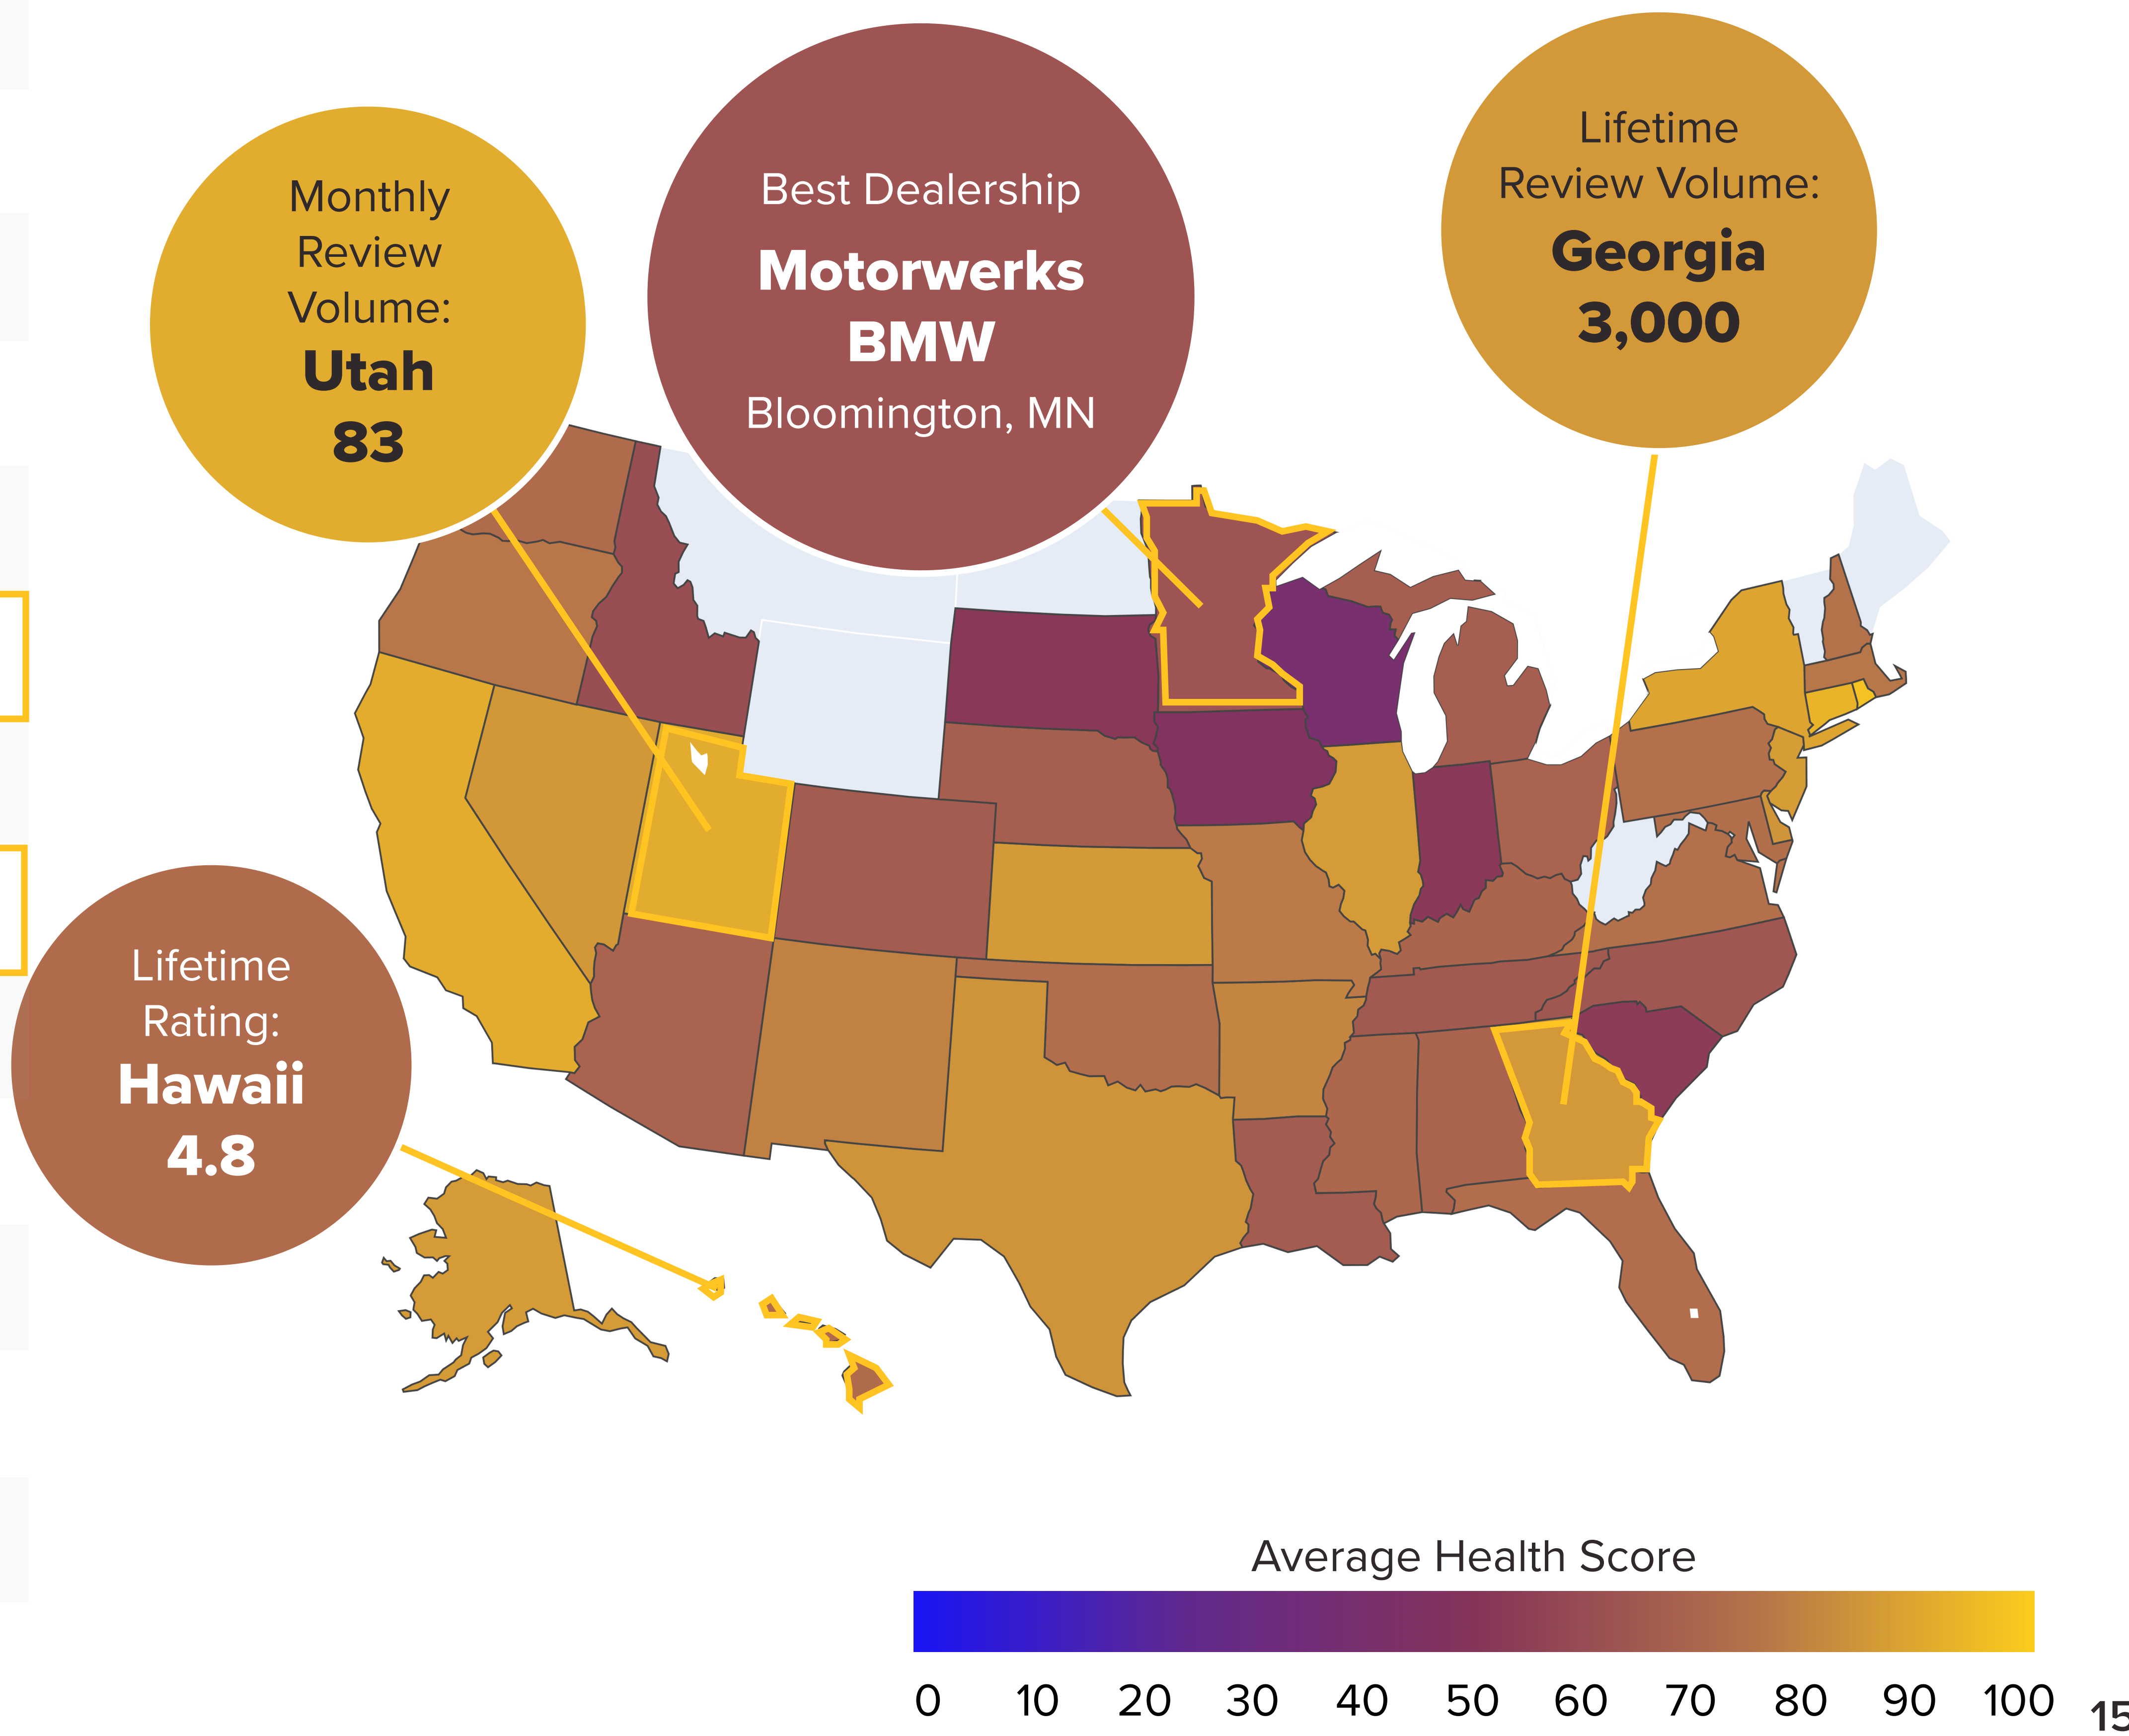 Monthly
Review
Volume:
Utah
83
Best Dealership
Motorwerks
BMW
Bloomington, MN
Lifetime
Review Volume:
Georgia
3,000
Lifetime
Rating:
Hawaii
4.8
Average Health Score
0 10 20 30 40 50 60 70 80 90 100
15